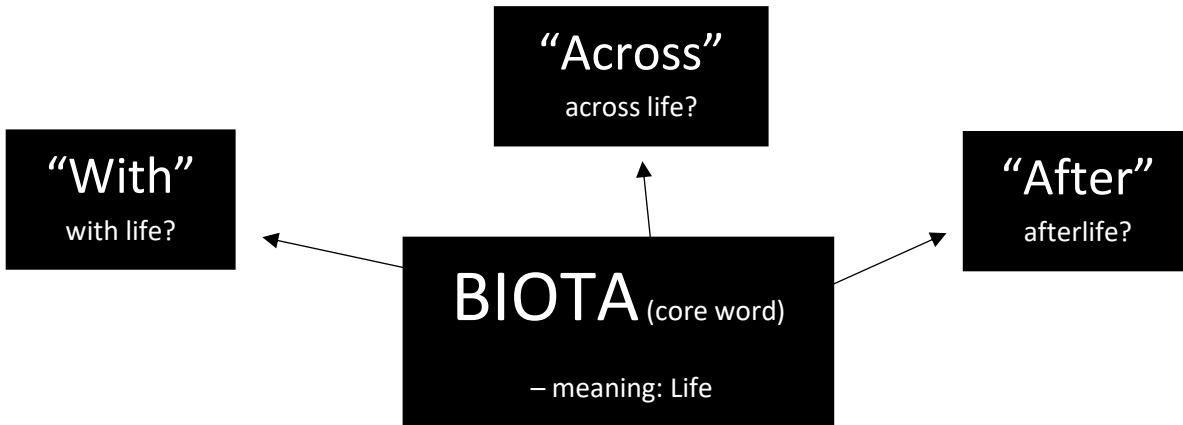 “Across”
across life?
“With”
with life?
“After”
afterlife?
BIOTA (core word)
– meaning: Life